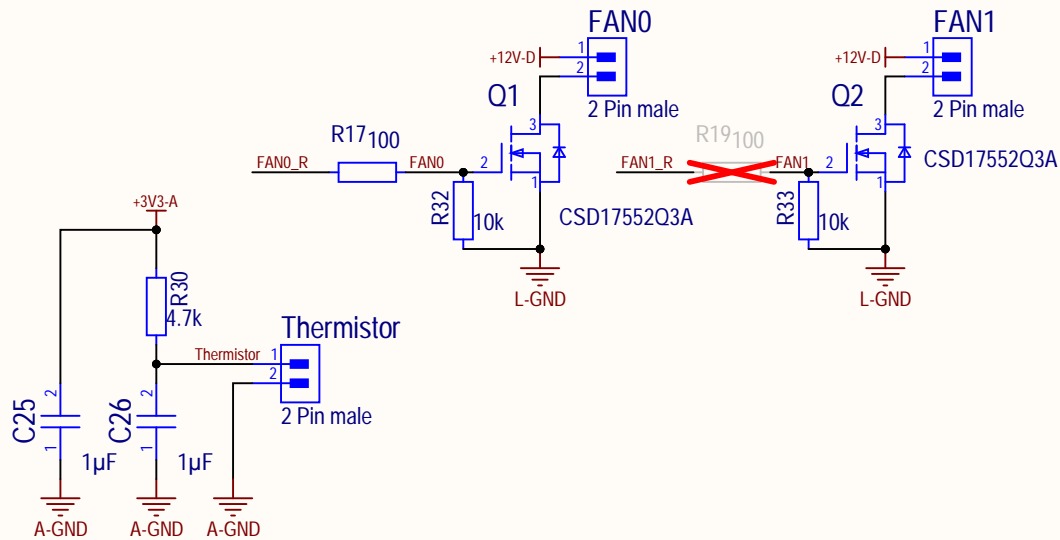 FAN0
FAN1
+12V-D
1
2
+12V-D
1
2
Q1
2 Pin male
Q2
2 Pin male
R17
100
3
R19
100
3
FAN0_R
FAN0
2
FAN1_R
FAN1
2
CSD17552Q3A
1
1
R32
10k
CSD17552Q3A
R33
10k
+3V3-A
L-GND
L-GND
R30
4.7k
Thermistor
Thermistor
1
2
2 Pin male
C25
2
1
1µF
C26
2
1
1µF
A-GND
A-GND
A-GND